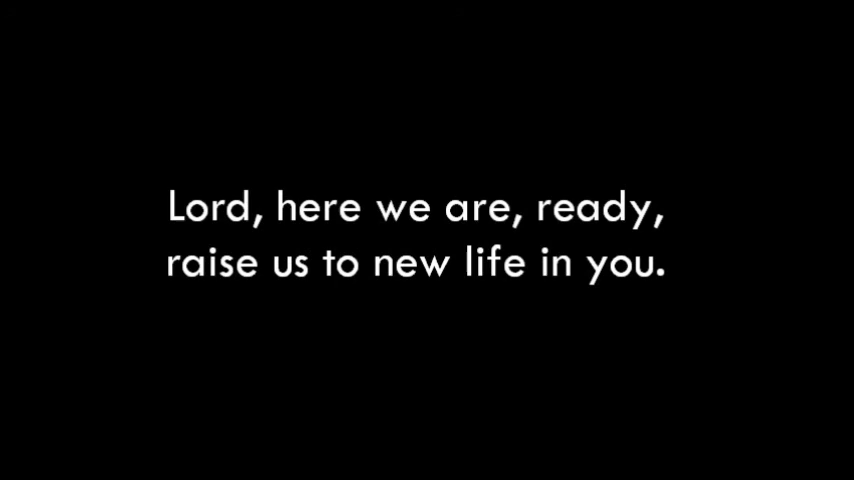 Lord, here we are, ready,
raise us to new life in you.